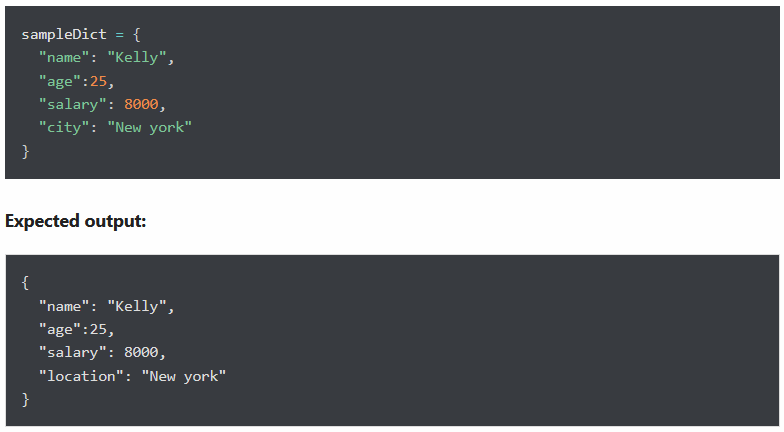 sampleDict = {
  "name": "Kelly",
  "age":25,
  "salary": 8000,
  "city": "New york"
}
Expected output:
{
  "name": "Kelly",
  "age":25,
  "salary": 8000,
  "location": "New york"
}